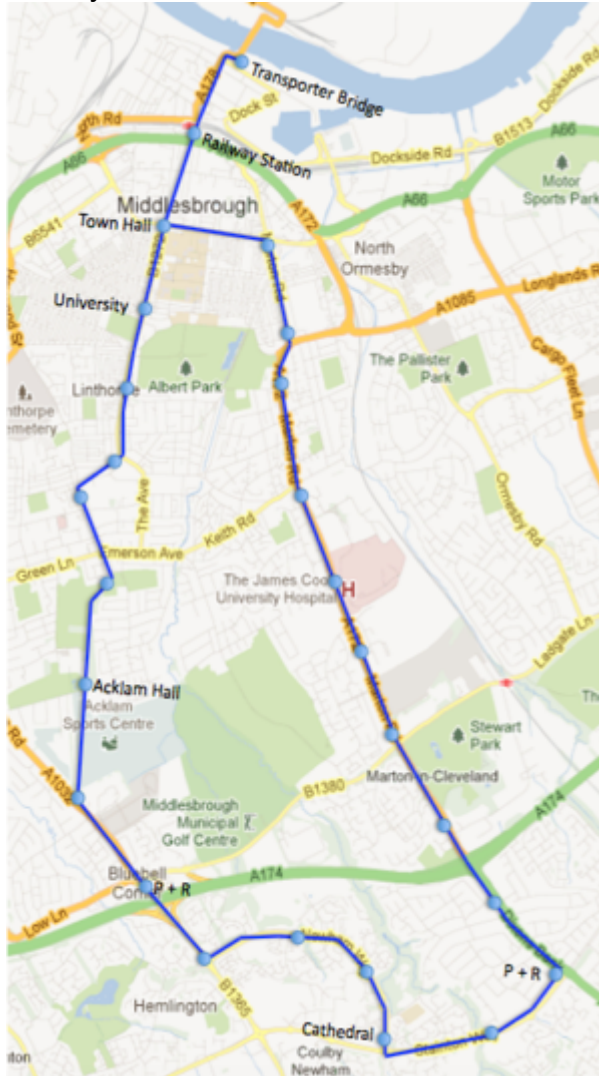 Transporter Bridge
A178
Dock St
Dockside Rd
B1513
Railway Station
A66
Dockside Rd
A66
A66
Motor
Sports Park
Middlesbrough
Town Hall
B6541
A172
North
Ormesby
Longlands
University
A1085
Cargo Fleet Ln
The Pallister
Park
Linthorpe
Albert Park
The Ave
Keith Rd
Ormesby Rd
Emerson Ave
Green Ln
The James Cook
University Hospital
H
Ladgate Ln
Acklam Hall
Acklam
Sports Centre
Stewart
Park
A1032
B1380
Marton-in-Cleveland
Middlesbrough
Municipal
Golf Centre
A174
A174
Bluebell
P + R
Low Ln
P + R
B1365
Hemlington
Cathedral
Coulby
Newham